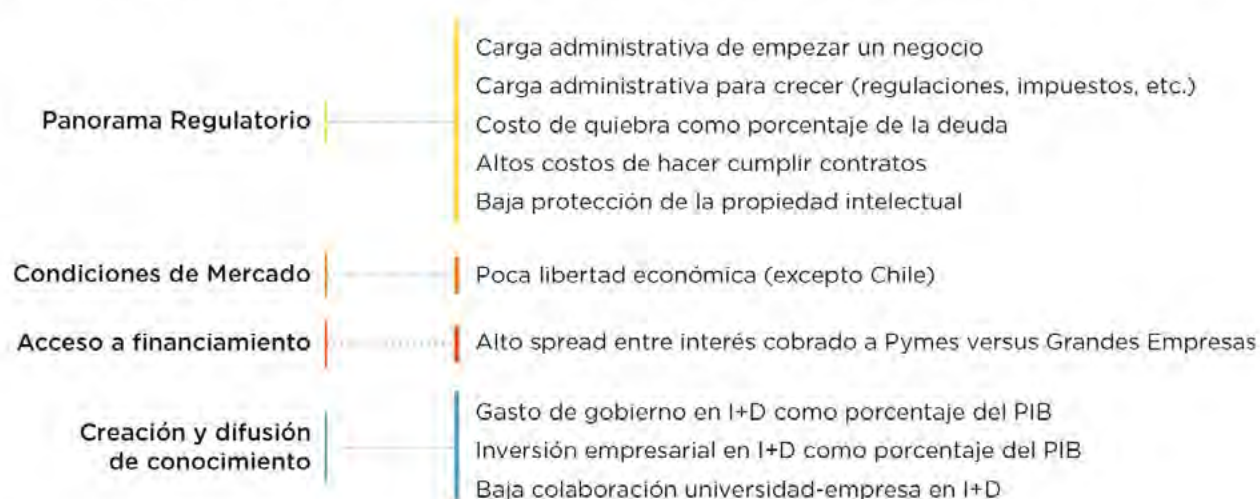 Panorama Regulatorio
Carga administrativa de empezar un negocio
Carga administrativa para crecer (regulaciones, impuestos, etc.)
Costo de quiebra como porcentaje de la deuda
Altos costos de hacer cumplir contratos
Baja protección de la propiedad intelectual
Condiciones de Mercado
Poca libertad económica (excepto Chile)
Acceso a financiamiento
Alto spread entre interés cobrado a Pymes versus Grandes Empresas
Creación y difusión
de conocimiento
Gasto de gobierno en I+D como porcentaje del PIB
Inversión empresarial en I+D como porcentaje del PIB
Baja colaboración universidad-empresa en I+D